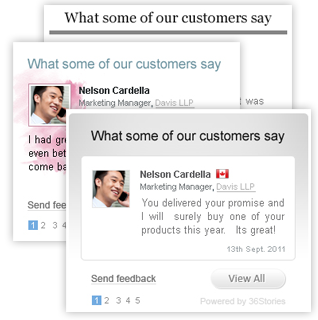 What some of our customers say
was
What some of our customers say
Nelson Cardella
Marketing Manager, Davis LLP
I had gre
even bet
come ba
Send feed
1 2 3 4
What some of our customers say
Nelson Cardella
Marketing Manager, Davis LLP
You delivered your promise and
I will surely buy one of your
products this year. Its great!
13th Sept. 2011
Send feedback
View All
1 2 3 4 5
Powered by 36Stories